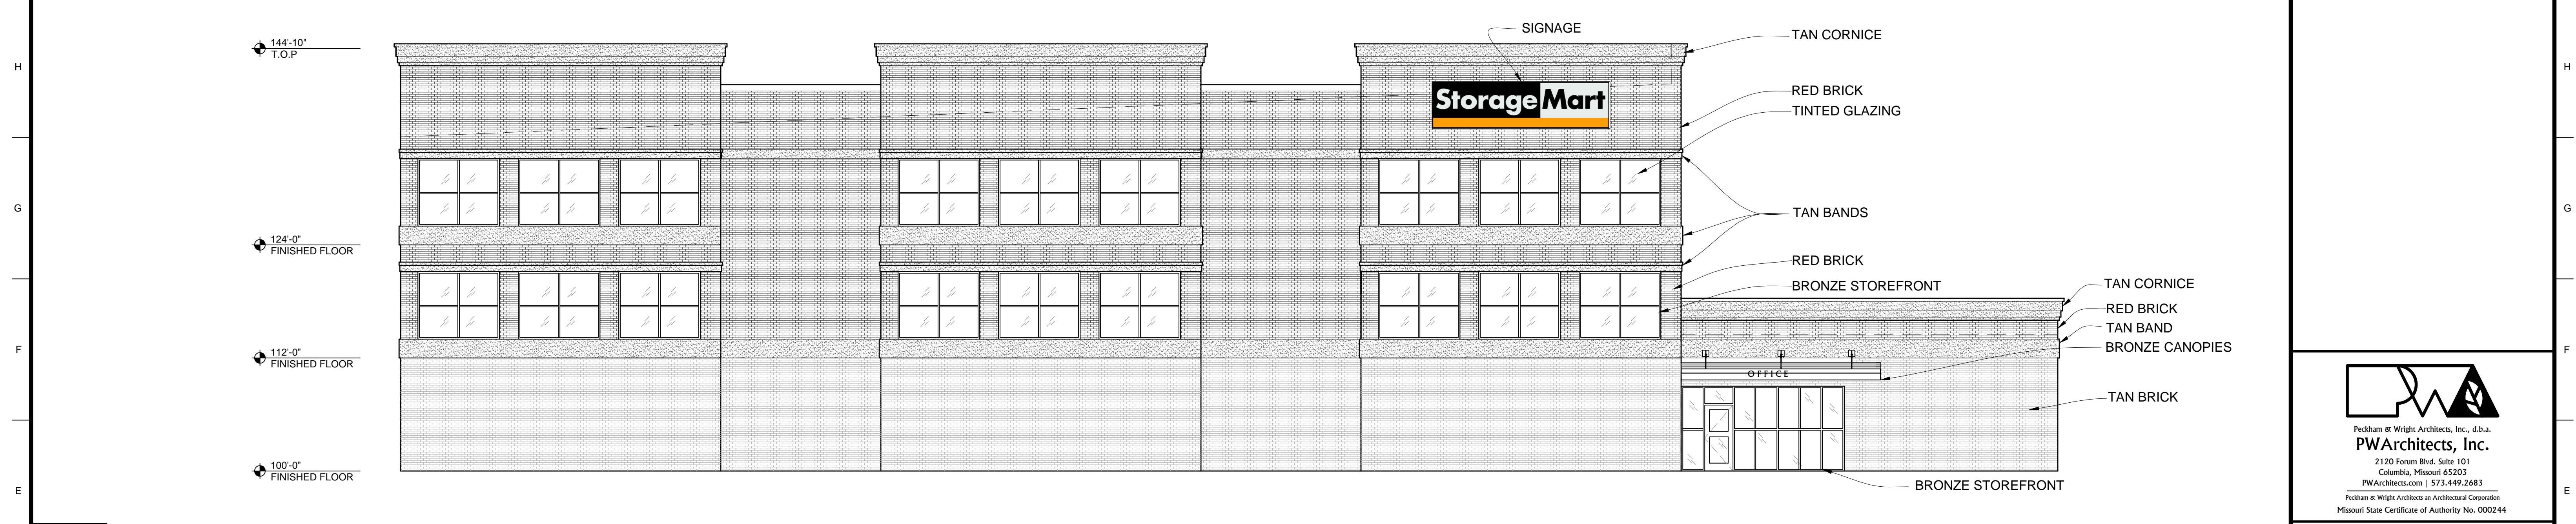 H
144'-10"
T.O.P
G
124'-0"
FINISHED FLOOR
F
112'-0"
FINISHED FLOOR
100'-0"
FINISHED FLOOR
E
SIGNAGE
TAN CORNICE
StorageMart
RED BRICK
TINTED GLAZING
TAN BANDS
RED BRICK
BRONZE STOREFRONT
TAN CORNICE
RED BRICK
TAN BAND
BRONZE CANOPIES
OFFICE
TAN BRICK
BRONZE STOREFRONT
H
G
F
E
PWA
Peckham & Wright Architects, Inc., d.b.a.
PWArchitects, Inc.
2120 Forum Blvd. Suite 101
Columbia, Missouri 65203
PWArchitects.com | 573.449.2683
Peckham & Wright Architects an Architectural Corporation
Missouri State Certificate of Authority No. 000244